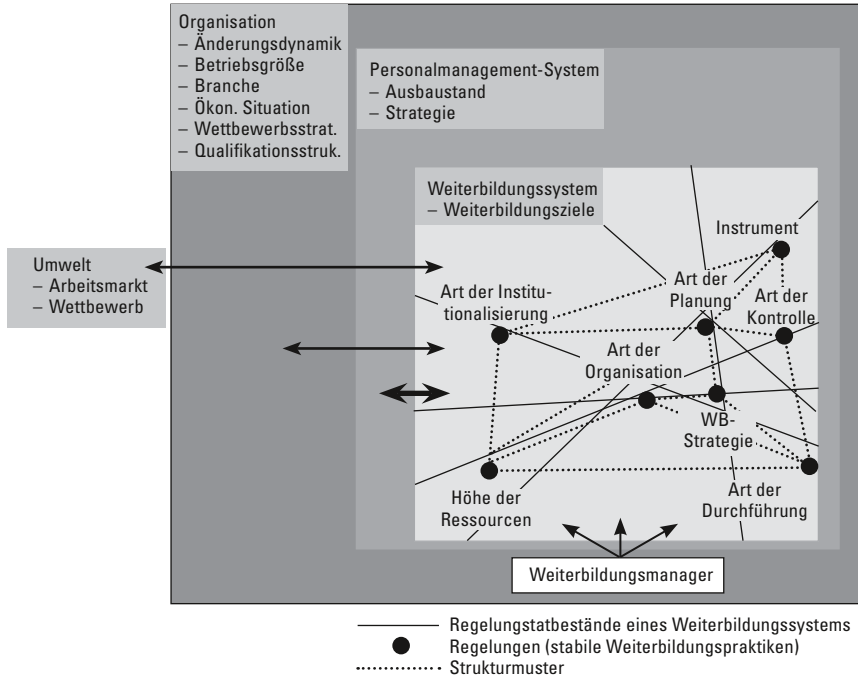 Organisation
– Änderungsdynamik
– Betriebsgröße
– Branche
– Ökon. Situation
– Wettbewerbsstrat.
– Qualifikationsstruk.
Personalmanagement-System
– Ausbaustand
– Strategie
Weiterbildungssystem
– Weiterbildungsziele
Umwelt
– Arbeitsmarkt
– Wettbewerb
Instrument
Art der
Planung
Art der Institu-
tionalisierung
Art der
Kontrolle
Art der
Organisation
WB-
Strategie
Höhe der
Ressourcen
Art der
Durchführung
Weiterbildungsmanager
Regelungstatbestände eines Weiterbildungssystems
Regelungen (stabile Weiterbildungspraktiken)
Strukturmuster